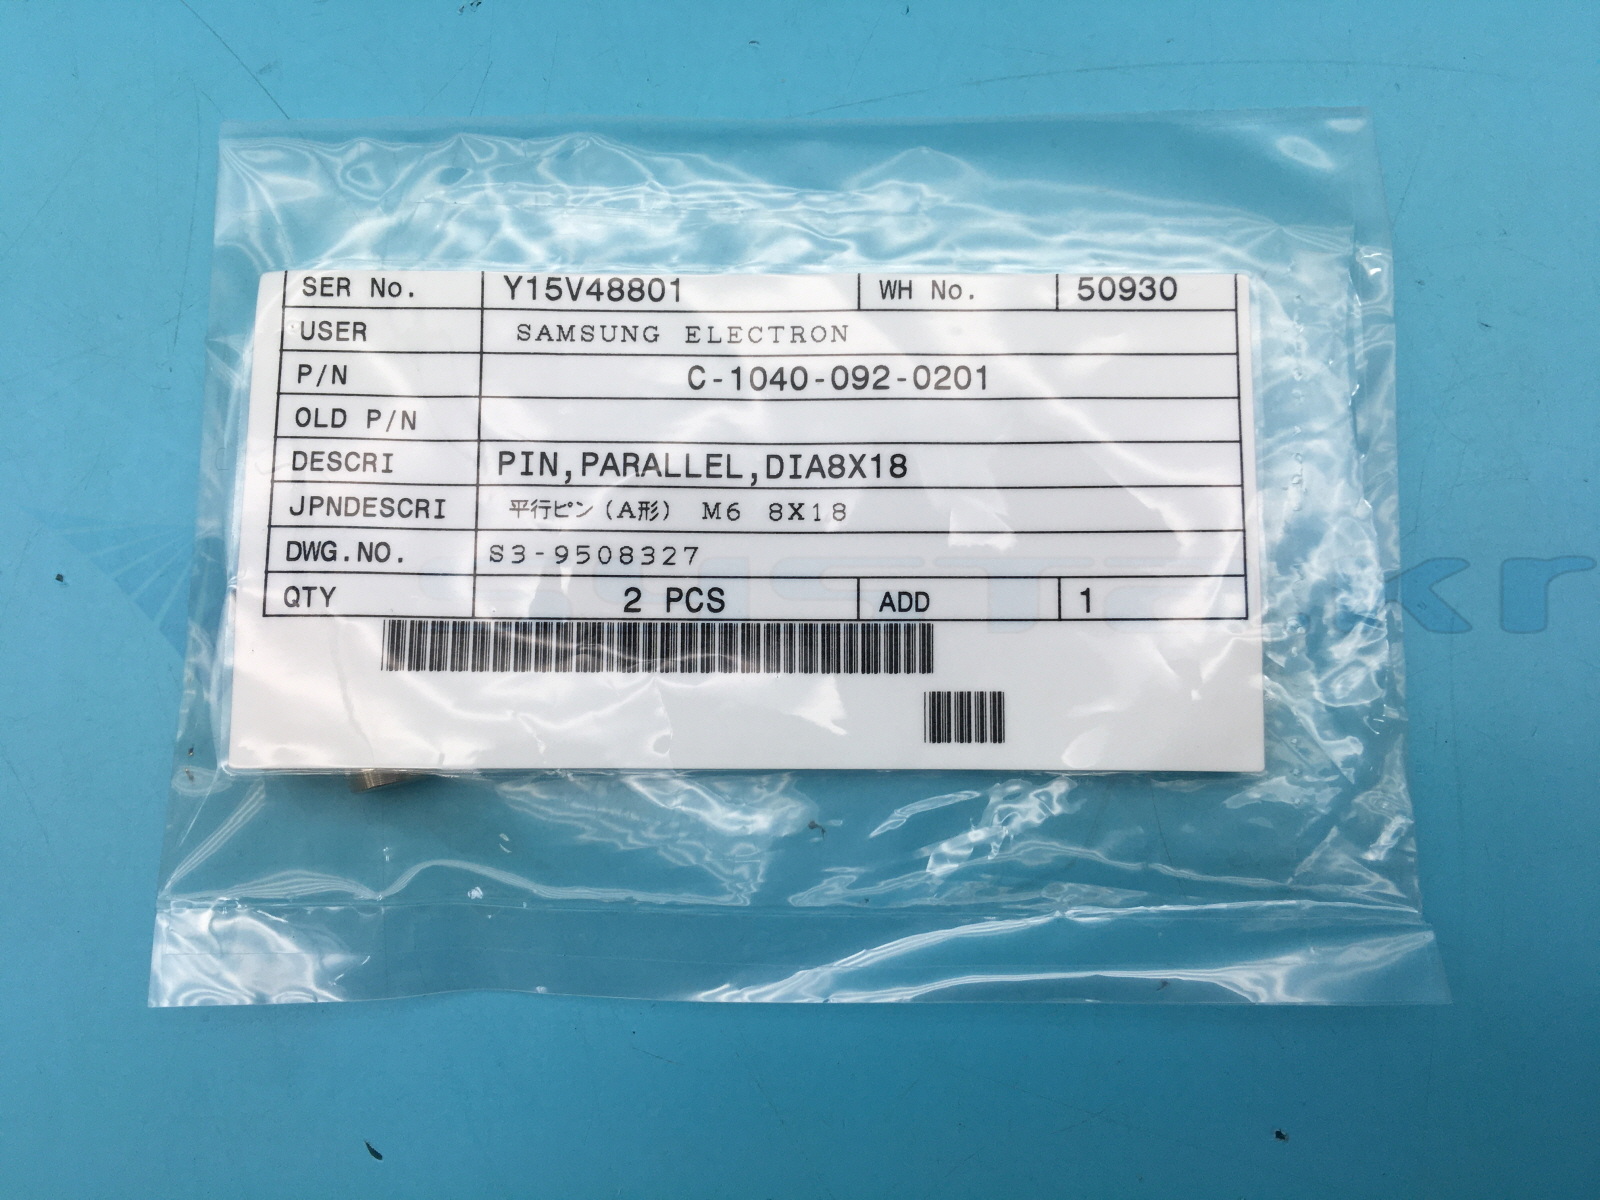 SER No. Y15V48801 WH No. 50930
USER SAMSUNG ELECTRON
P/N C-1040-092-0201
OLD P/N
DESCRI PIN,PARALLEL,DIA8X18
JPNDESCRI 平行ピン(A形) M6 8X18
DWG.NO. S3-9508327
QTY 2 PCS ADD 1